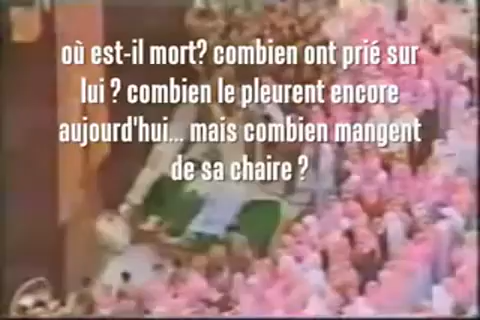 où est-il mort? combien ont prié sur
lui ? combien le pleurent encore
aujourd'hui... mais combien mangent
de sa chaire ?